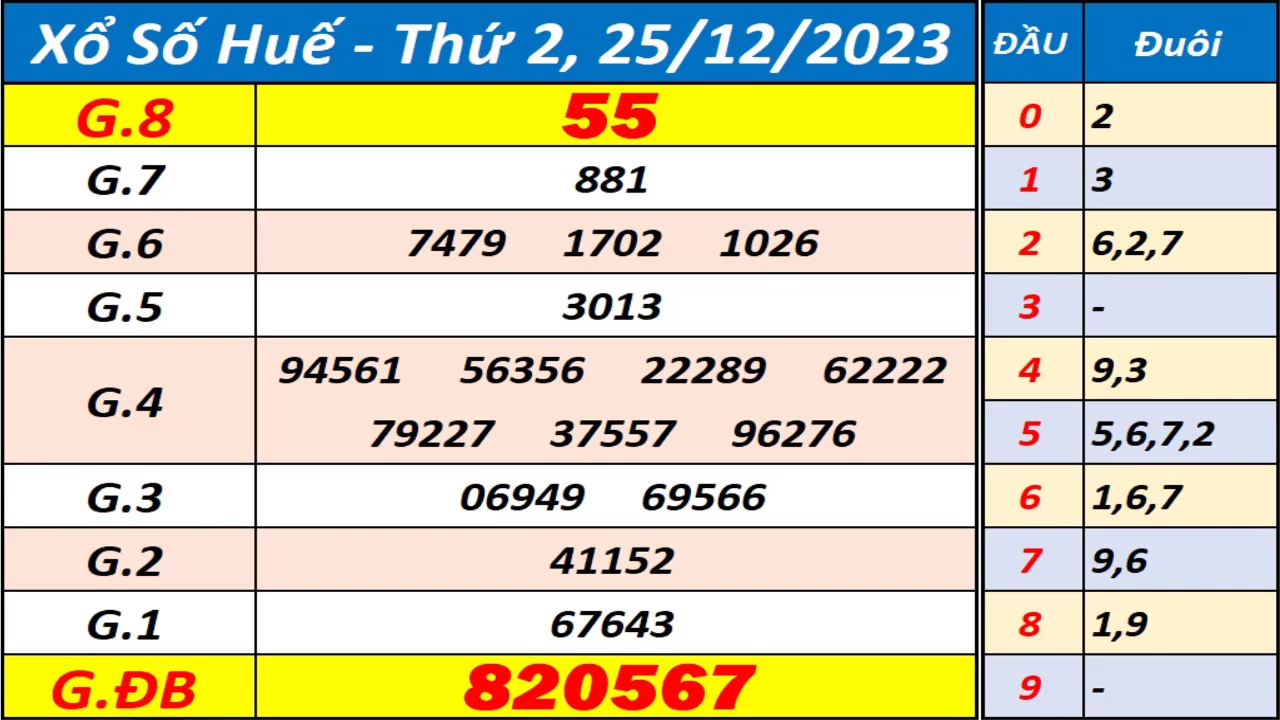 Xổ Số Huế - Thứ 2, 25/12/2023 ĐẦU Đuôi
G.8 55 0 2
G.7 881 1 3
G.6 7479 1702 1026 2 6,2,7
G.5 3013 3 -
94561 56356 22289 62222 4 9,3
G.4
79227 37557 96276 5 5,6,7,2
G.3 06949 69566 6 1,6,7
G.2 41152 7 9,6
G.1 67643 8 1,9
G.ĐB 820567 9 -